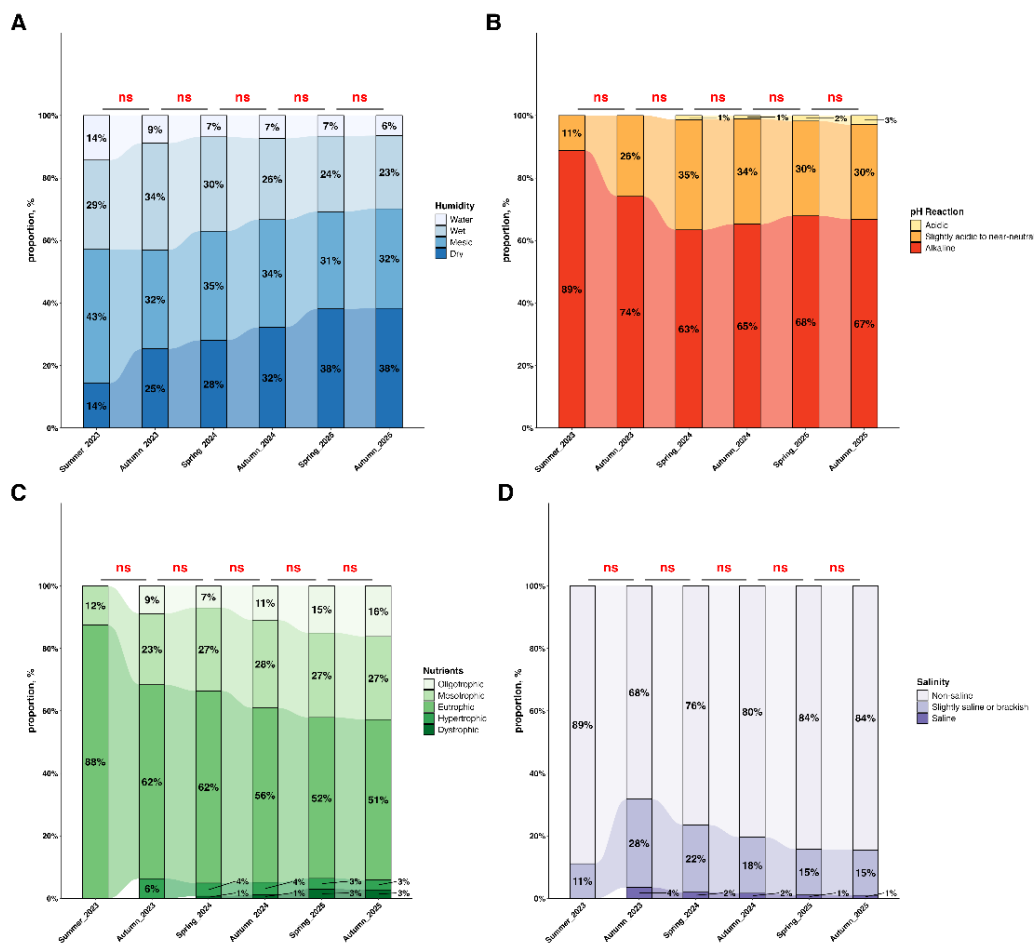 A
ns ns ns ns ns
100%
80%
60%
40%
20%
0%
proportion, %
14% 9% 7% 7% 7% 6%
29% 34% 30% 26% 24% 23%
43% 32% 35% 34% 31% 32%
14% 25% 28% 32% 38% 38%
Summer_2023 Autumn_2023 Spring_2024 Autumn_2024 Spring_2025 Autumn_2025
Humidity
Water
Wet
Mesic
Dry
B
ns ns ns ns ns
100%
80%
60%
40%
20%
0%
proportion, %
1% 1% 2% 3%
11% 26% 35% 34% 30% 30%
89% 74% 63% 65% 68% 67%
Summer_2023 Autumn_2023 Spring_2024 Autumn_2024 Spring_2025 Autumn_2025
pH Reaction
Acidic
Slightly acidic to near-neutral
Alkaline
C
ns ns ns ns ns
100%
80%
60%
40%
20%
0%
proportion, %
9% 7% 11% 15% 16%
12% 23% 27% 28% 27% 27%
88% 62% 62% 56% 52% 51%
6% 4% 4% 3% 3%
1% 1% 3% 3%
Summer_2023 Autumn_2023 Spring_2024 Autumn_2024 Spring_2025 Autumn_2025
Nutrients
Oligotrophic
Mesotrophic
Eutrophic
Hypertrophic
Dystrophic
D
ns ns ns ns ns
100%
80%
60%
40%
20%
0%
proportion, %
89% 68% 76% 80% 84% 84%
11% 28% 22% 18% 15% 15%
4% 2% 2% 1% 1%
Summer_2023 Autumn_2023 Spring_2024 Autumn_2024 Spring_2025 Autumn_2025
Salinity
Non-saline
Slightly saline or brackish
Saline